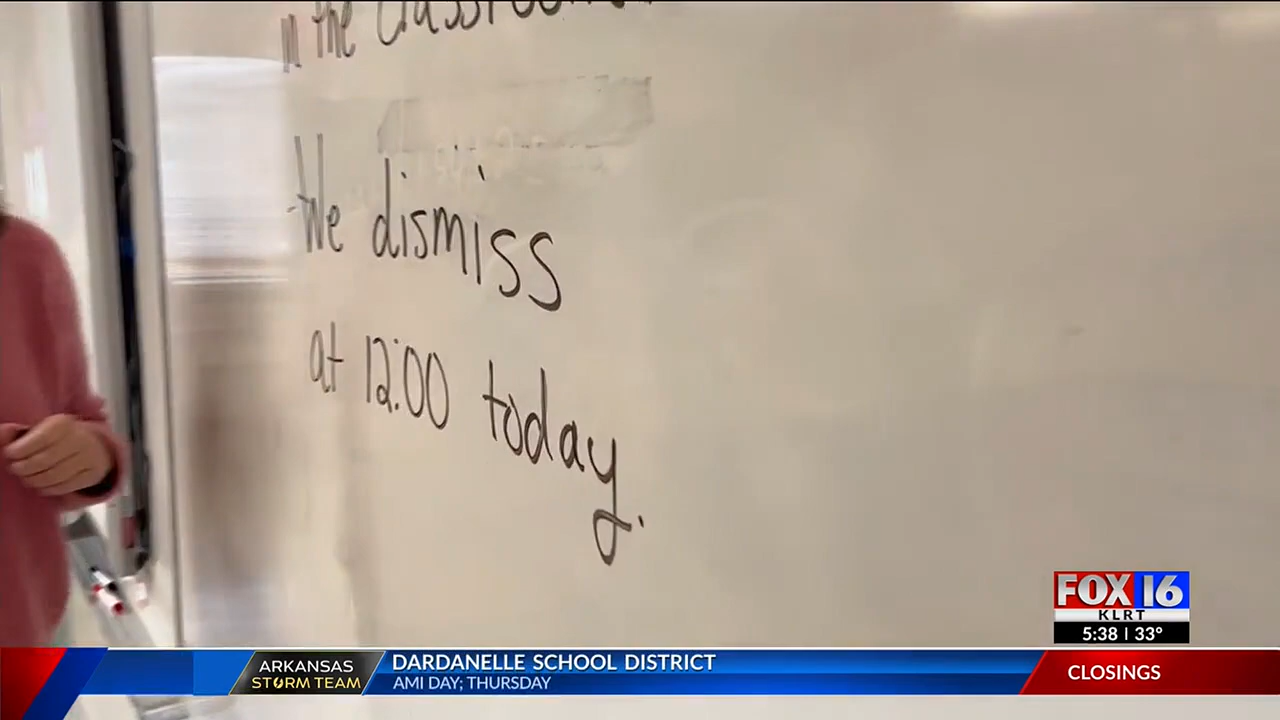 in the classroom
-We dismiss
at 12:00 today.
FOX 16
KLRT
5:38 | 33°
ARKANSAS
STORM TEAM
DARDANELLE SCHOOL DISTRICT
AMI DAY; THURSDAY
CLOSINGS